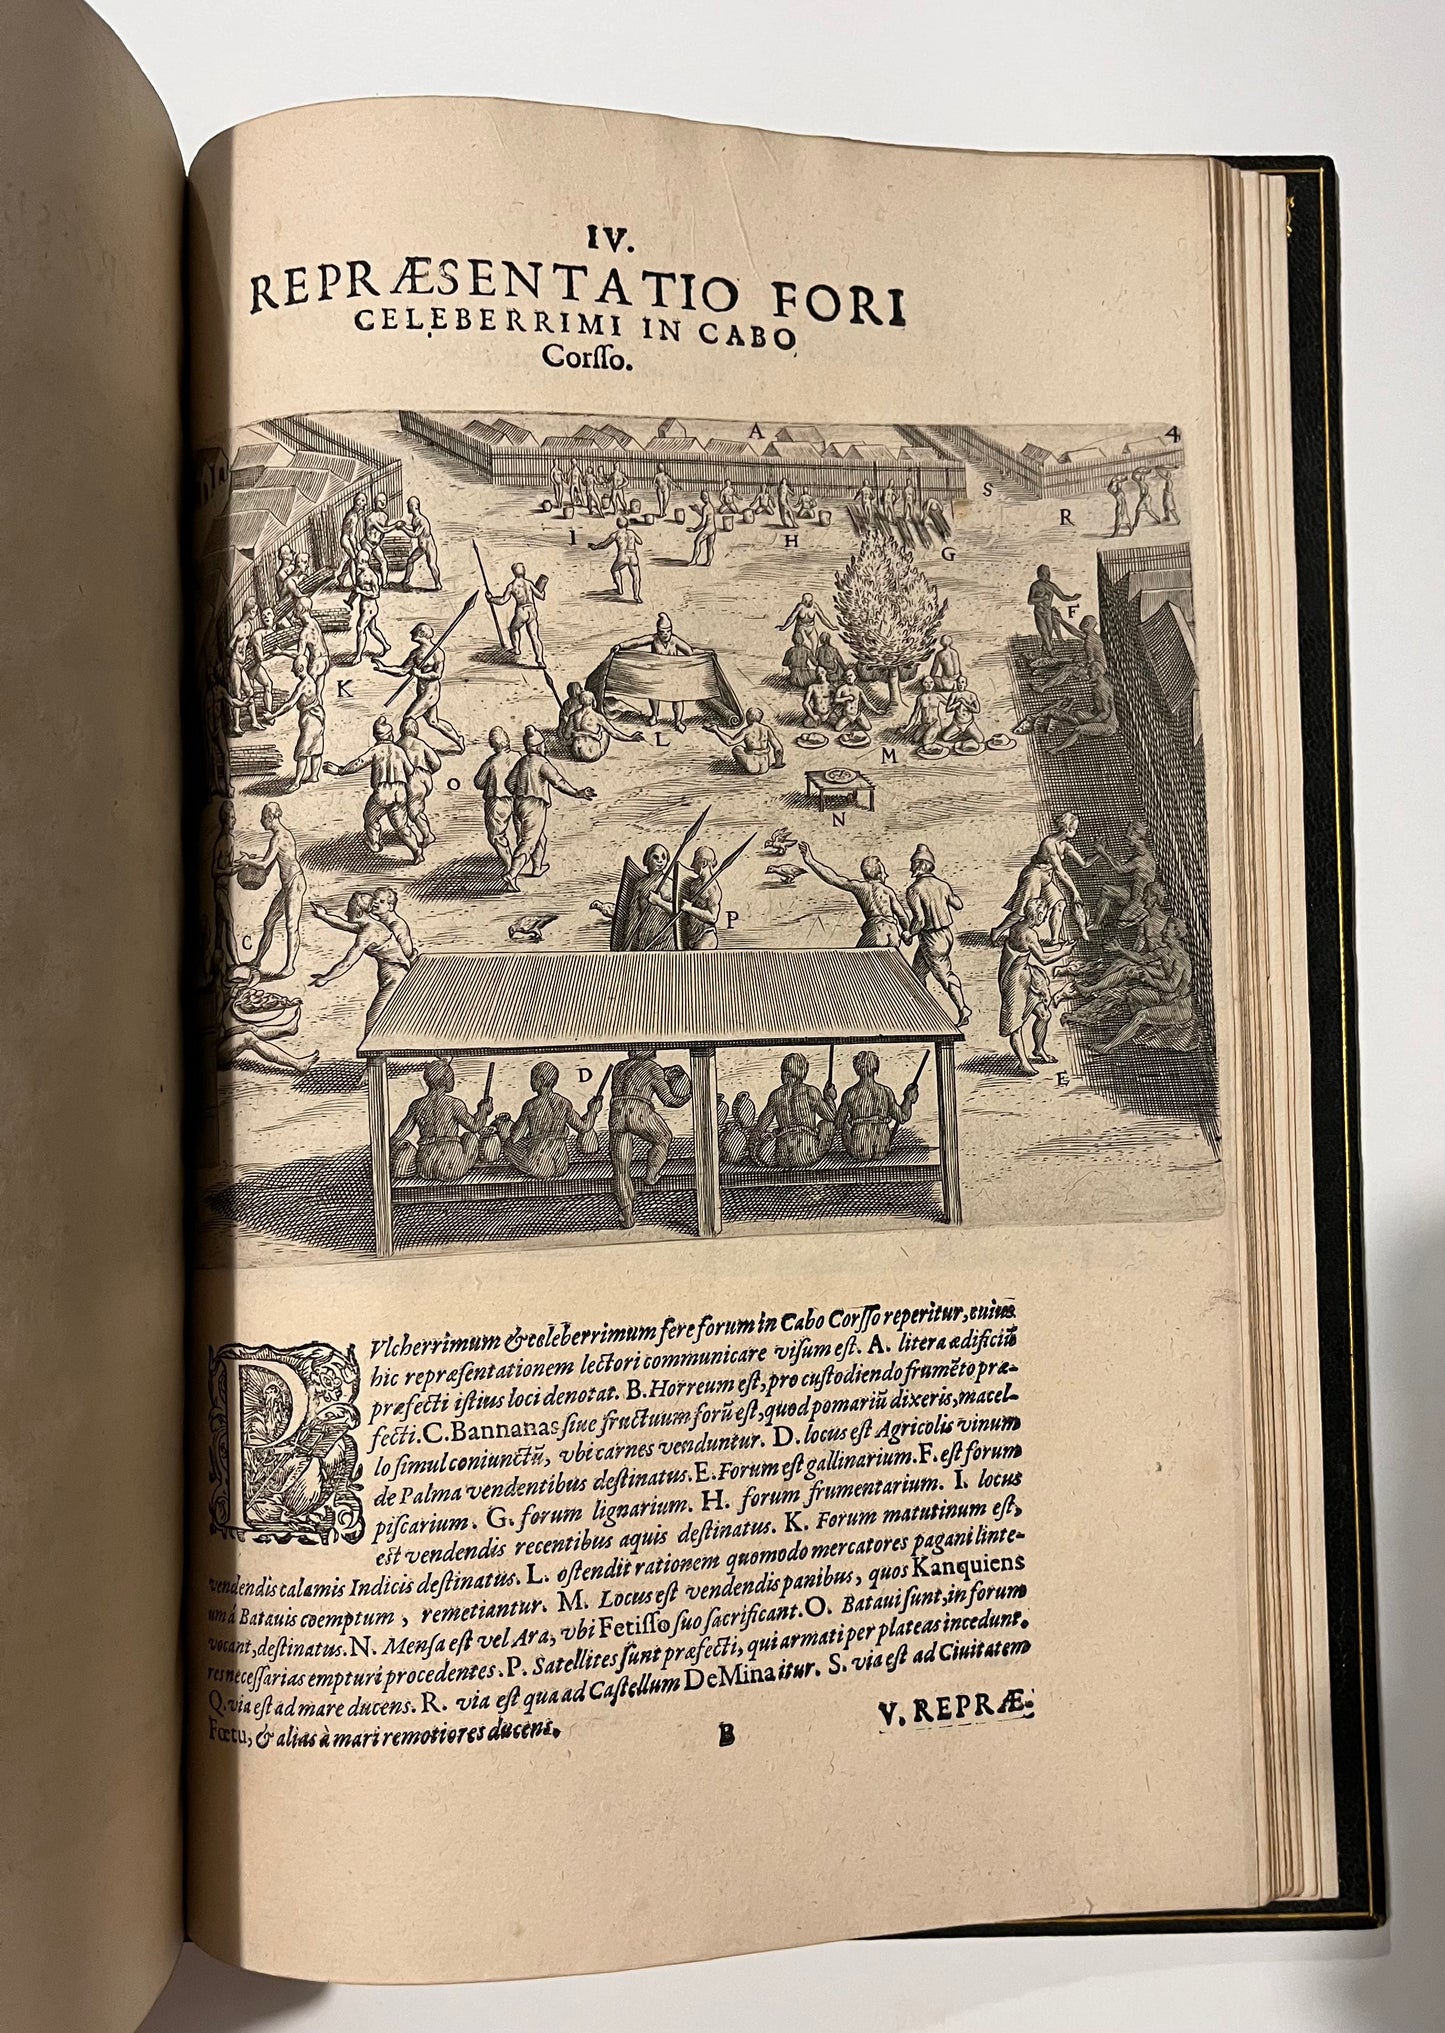 IV.
REPRÆSENTATIO FORI
CELEBERRIMI IN CABO
Corſſo.
A
4
S
R
I
H
G
F
K
L
M
O
N
P
C
D
E
PVlcherrimum & celeberrimum fere forum in Cabo Corſſo reperitur, cuius
hic repræſentationem lectori communicare viſum eſt. A. litera ædificiũ
præfecti iſtius loci denotat. B. Horreum eſt, pro cuſtodiendo frumẽto præ-
fecti. C. Bannanas ſiue fructuum forũ eſt, quod pomariũ dixeris, macel-
lo ſimul coniunctũ, vbi carnes venduntur. D. locus eſt Agricolis vinum
de Palma vendentibus deſtinatus. E. Forum eſt gallinarium. F. eſt forum
piſcarium. G. forum lignarium. H. forum frumentarium. I. locus
eſt vendendis recentibus aquis deſtinatus. K. Forum matutinum eſt,
vendendis calamis Indicis deſtinatus. L. oſtendit rationem quomodo mercatores pagani linte-
um á Batauis coemptum, remetiantur. M. Locus eſt vendendis panibus, quos Kanquiens
vocant, deſtinatus. N. Menſa eſt vel Ara, vbi Fetiſſo ſuo ſacrificant. O. Bataui ſunt, in forum
res neceſſarias empturi procedentes. P. Satellites ſunt præfecti, qui armati per plateas incedunt.
Q. via eſt ad mare ducens. R. via eſt qua ad Caſtellum De Mina itur. S. via eſt ad Ciuitatem
Fœtu, & alias à mari remotiores ducens.
B
V. REPRÆ-